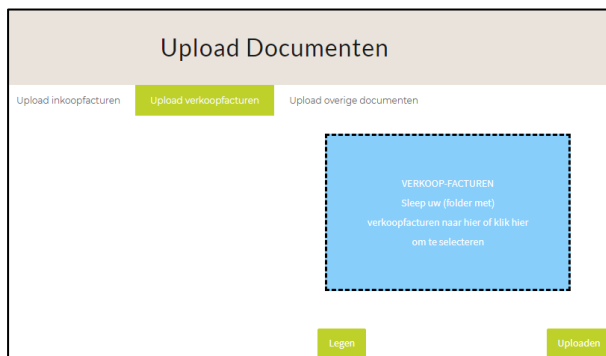 Upload Documenten
Upload inkoopfacturen
Upload verkoopfacturen
Upload overige documenten
VERKOOP-FACTUREN
Sleep uw (folder met)
verkoopfacturen naar hier of klik hier
om te selecteren
Legen
Uploaden